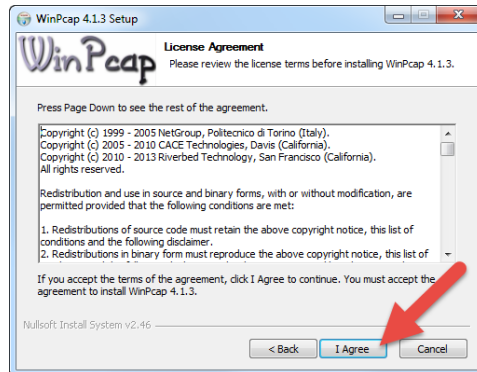 WinPcap 4.1.3 Setup
WinPcap
License Agreement
Please review the license terms before installing WinPcap 4.1.3.
Press Page Down to see the rest of the agreement.
Copyright (c) 1999 - 2005 NetGroup, Politecnico di Torino (Italy).
Copyright (c) 2005 - 2010 CACE Technologies, Davis (California).
Copyright (c) 2010 - 2013 Riverbed Technology, San Francisco (California).
All rights reserved.
Redistribution and use in source and binary forms, with or without modification, are
permitted provided that the following conditions are met:
1. Redistributions of source code must retain the above copyright notice, this list of
conditions and the following disclaimer.
2. Redistributions in binary form must reproduce the above copyright notice, this list of
If you accept the terms of the agreement, click I Agree to continue. You must accept the
agreement to install WinPcap 4.1.3.
Nullsoft Install System v2.46
< Back
I Agree
Cancel